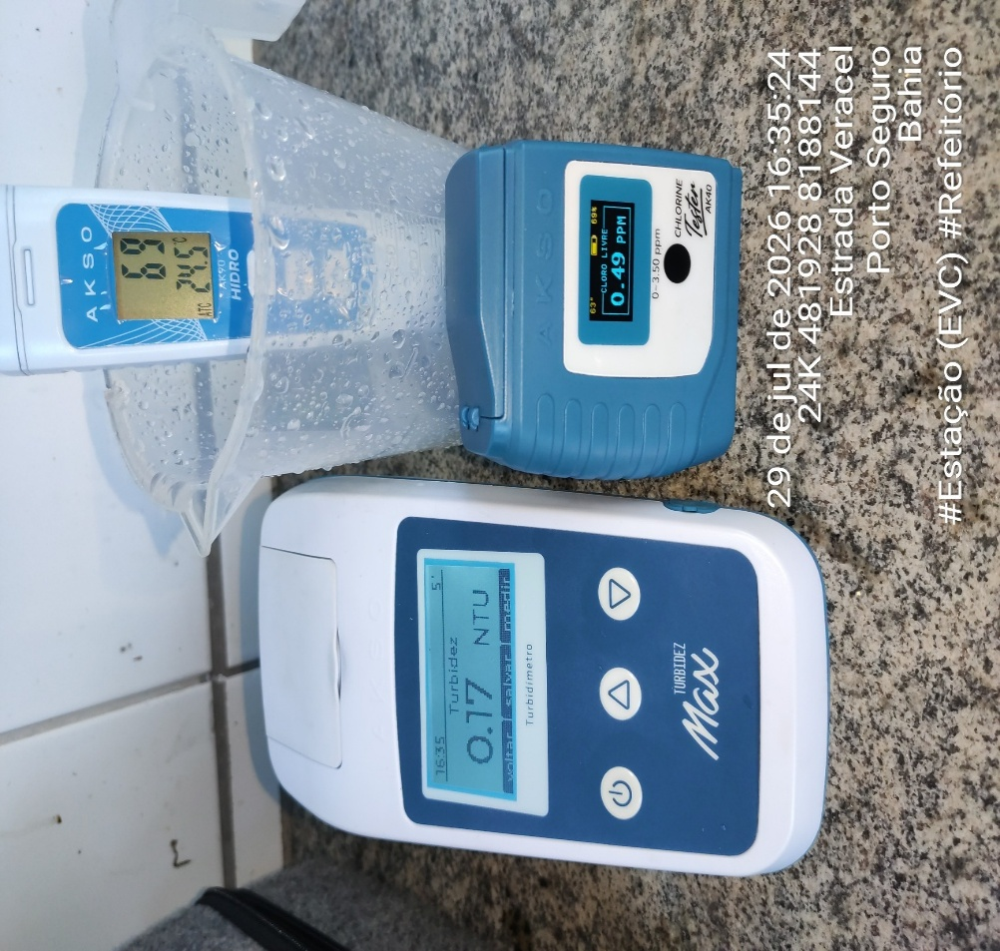 AKSO
6.9
ATC 24.5 °C
AK90
HIDRO
AKSO
63°
69%
CLORO LIVRE
0.49 PPM
0-3.50 ppm
CHLORINE
Tester
AK40
16:35
Turbidez
5'
0.17 NTU
voltar
salvar
medir
Turbidímetro
TURBIDEZ
Max
29 de jul de 2026 16:35:24
24K 481928 8188144
Estrada Veracel
Porto Seguro
Bahia
#Estação (EVC) #Refeitório